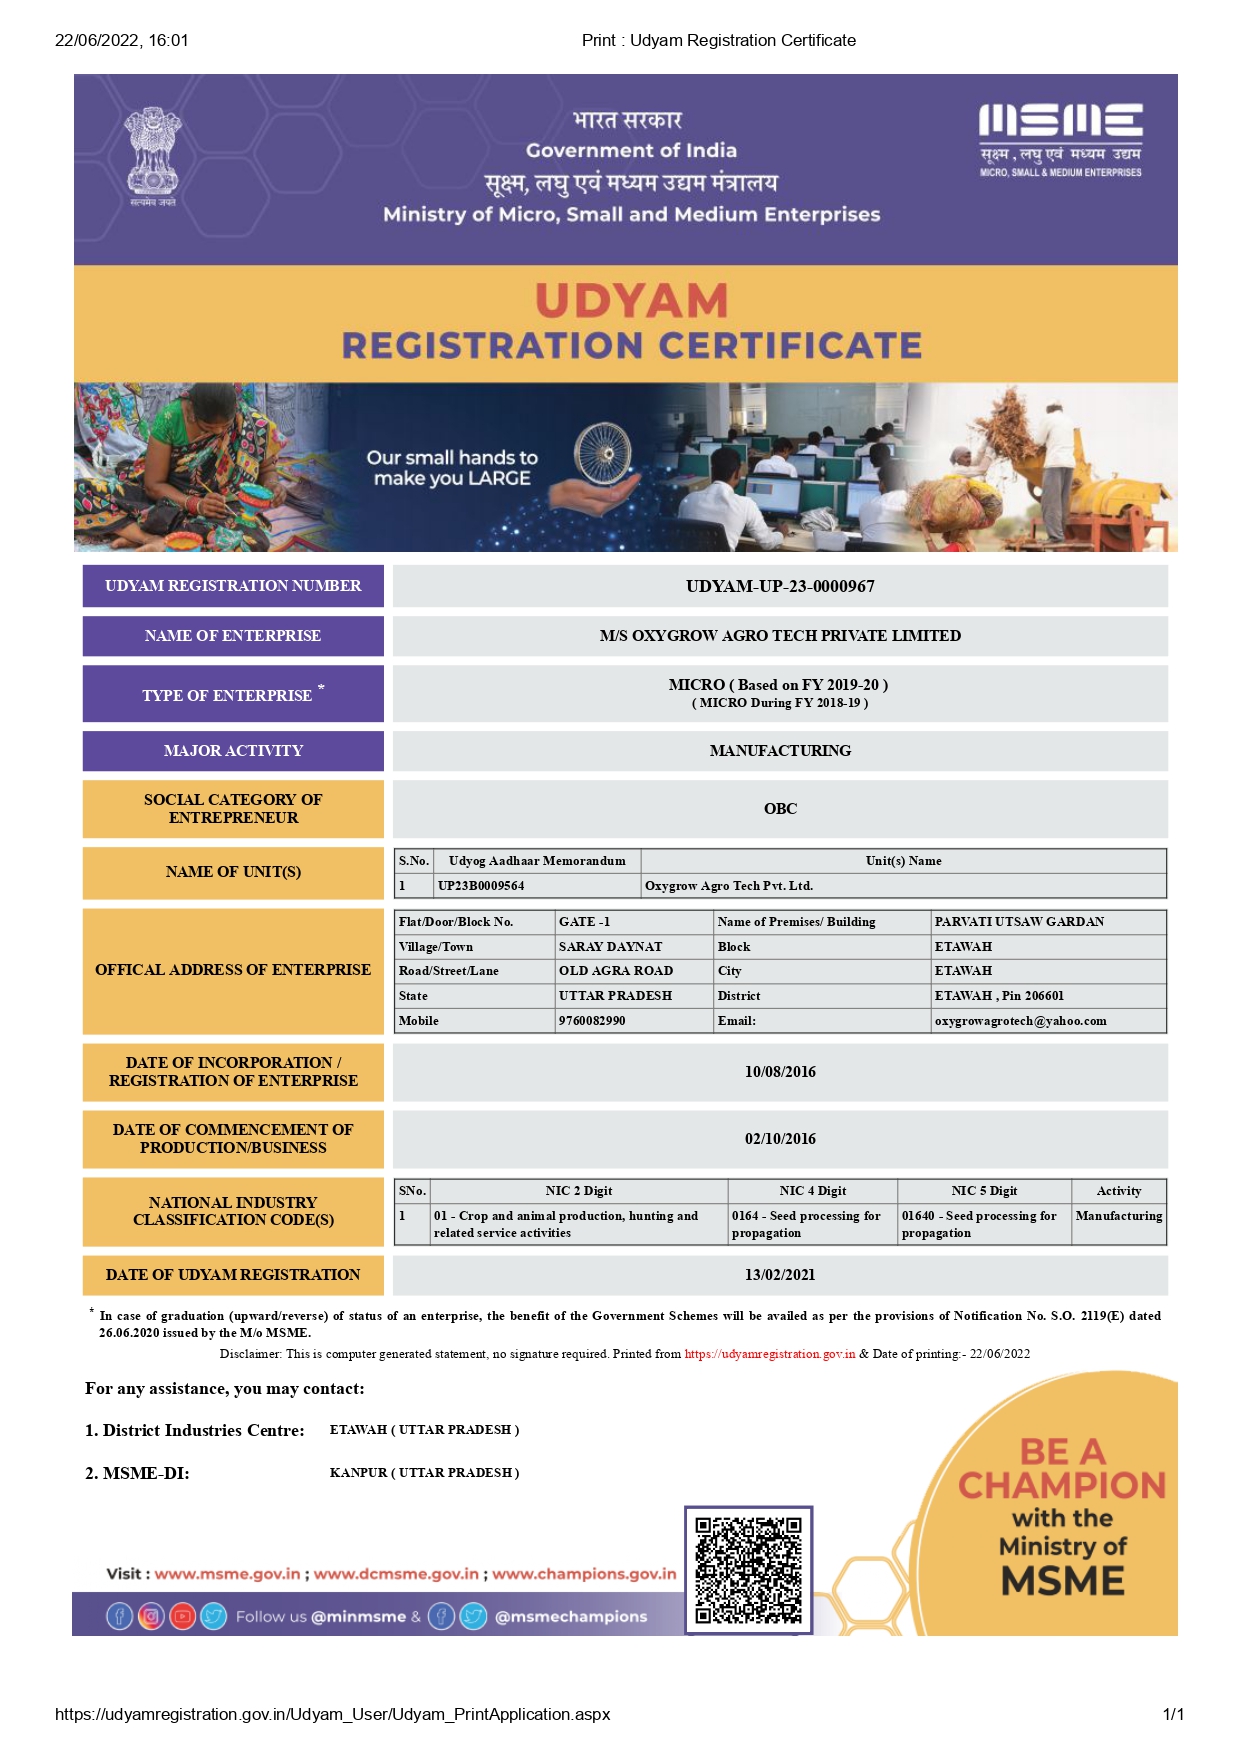 22/06/2022, 16:01
Print : Udyam Registration Certificate
सत्यमेव जयते
भारत सरकार
Government of India
सूक्ष्म, लघु एवं मध्यम उद्यम मंत्रालय
Ministry of Micro, Small and Medium Enterprises
MSME
सूक्ष्म , लघु एवं मध्यम उद्यम
MICRO, SMALL & MEDIUM ENTERPRISES
UDYAM
REGISTRATION CERTIFICATE
Our small hands to
make you LARGE
UDYAM REGISTRATION NUMBER
UDYAM-UP-23-0000967
NAME OF ENTERPRISE
M/S OXYGROW AGRO TECH PRIVATE LIMITED
TYPE OF ENTERPRISE *
MICRO ( Based on FY 2019-20 )
( MICRO During FY 2018-19 )
MAJOR ACTIVITY
MANUFACTURING
SOCIAL CATEGORY OF
ENTREPRENEUR
OBC
NAME OF UNIT(S)
S.No. Udyog Aadhaar Memorandum Unit(s) Name
1 UP23B0009564 Oxygrow Agro Tech Pvt. Ltd.
OFFICAL ADDRESS OF ENTERPRISE
Flat/Door/Block No. GATE -1 Name of Premises/ Building PARVATI UTSAW GARDAN
Village/Town SARAY DAYNAT Block ETAWAH
Road/Street/Lane OLD AGRA ROAD City ETAWAH
State UTTAR PRADESH District ETAWAH , Pin 206601
Mobile 9760082990 Email: oxygrowagrotech@yahoo.com
DATE OF INCORPORATION /
REGISTRATION OF ENTERPRISE
10/08/2016
DATE OF COMMENCEMENT OF
PRODUCTION/BUSINESS
02/10/2016
NATIONAL INDUSTRY
CLASSIFICATION CODE(S)
SNo. NIC 2 Digit NIC 4 Digit NIC 5 Digit Activity
1 01 - Crop and animal production, hunting and 0164 - Seed processing for 01640 - Seed processing for Manufacturing
related service activities propagation propagation
DATE OF UDYAM REGISTRATION
13/02/2021
* In case of graduation (upward/reverse) of status of an enterprise, the benefit of the Government Schemes will be availed as per the provisions of Notification No. S.O. 2119(E) dated
26.06.2020 issued by the M/o MSME.
Disclaimer: This is computer generated statement, no signature required. Printed from https://udyamregistration.gov.in & Date of printing:- 22/06/2022
For any assistance, you may contact:
1. District Industries Centre: ETAWAH ( UTTAR PRADESH )
2. MSME-DI: KANPUR ( UTTAR PRADESH )
BE A
CHAMPION
with the
Ministry of
MSME
Visit : www.msme.gov.in ; www.dcmsme.gov.in ; www.champions.gov.in
Follow us @minmsme & @msmechampions
https://udyamregistration.gov.in/Udyam_User/Udyam_PrintApplication.aspx
1/1